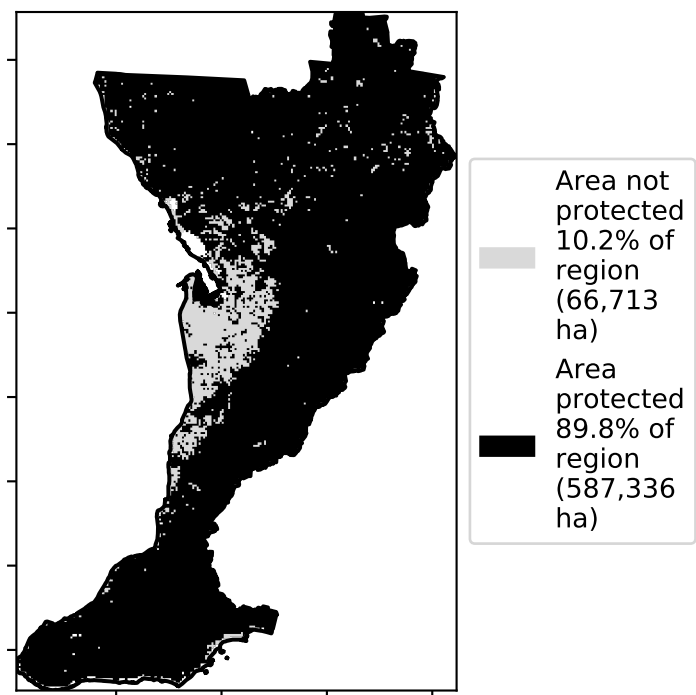 Area not
protected
10.2% of
region
(66,713
ha)
Area
protected
89.8% of
region
(587,336
ha)